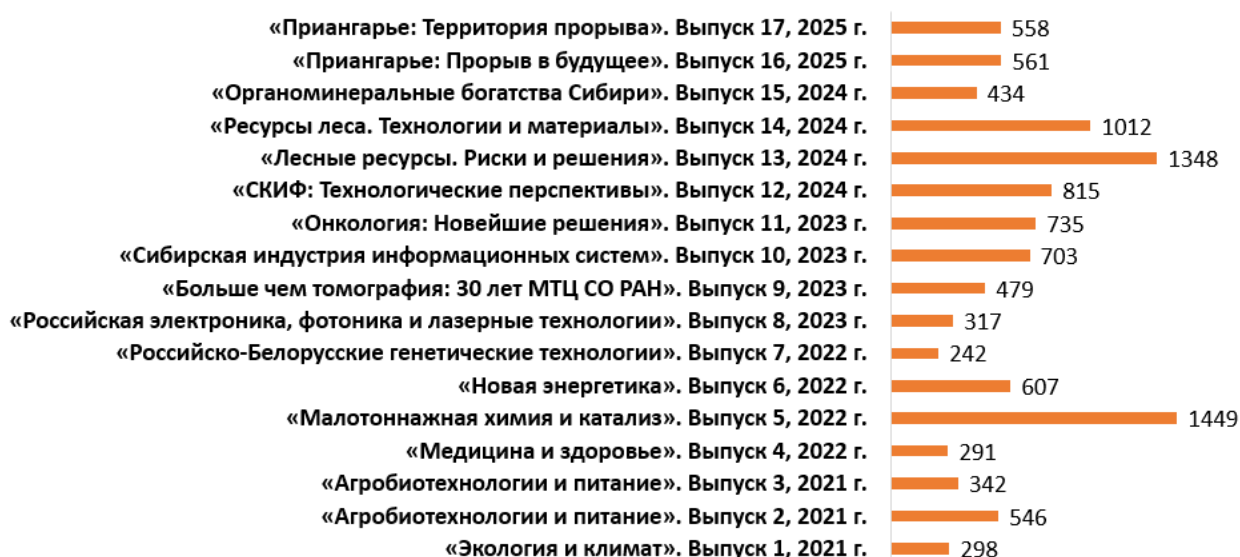 «Приангарье: Территория прорыва». Выпуск 17, 2025 г. 558
«Приангарье: Прорыв в будущее». Выпуск 16, 2025 г. 561
«Органоминеральные богатства Сибири». Выпуск 15, 2024 г. 434
«Ресурсы леса. Технологии и материалы». Выпуск 14, 2024 г. 1012
«Лесные ресурсы. Риски и решения». Выпуск 13, 2024 г. 1348
«СКИФ: Технологические перспективы». Выпуск 12, 2024 г. 815
«Онкология: Новейшие решения». Выпуск 11, 2023 г. 735
«Сибирская индустрия информационных систем». Выпуск 10, 2023 г. 703
«Больше чем томография: 30 лет МТЦ СО РАН». Выпуск 9, 2023 г. 479
«Российская электроника, фотоника и лазерные технологии». Выпуск 8, 2023 г. 317
«Российско-Белорусские генетические технологии». Выпуск 7, 2022 г. 242
«Новая энергетика». Выпуск 6, 2022 г. 607
«Малотоннажная химия и катализ». Выпуск 5, 2022 г. 1449
«Медицина и здоровье». Выпуск 4, 2022 г. 291
«Агробиотехнологии и питание». Выпуск 3, 2021 г. 342
«Агробиотехнологии и питание». Выпуск 2, 2021 г. 546
«Экология и климат». Выпуск 1, 2021 г. 298